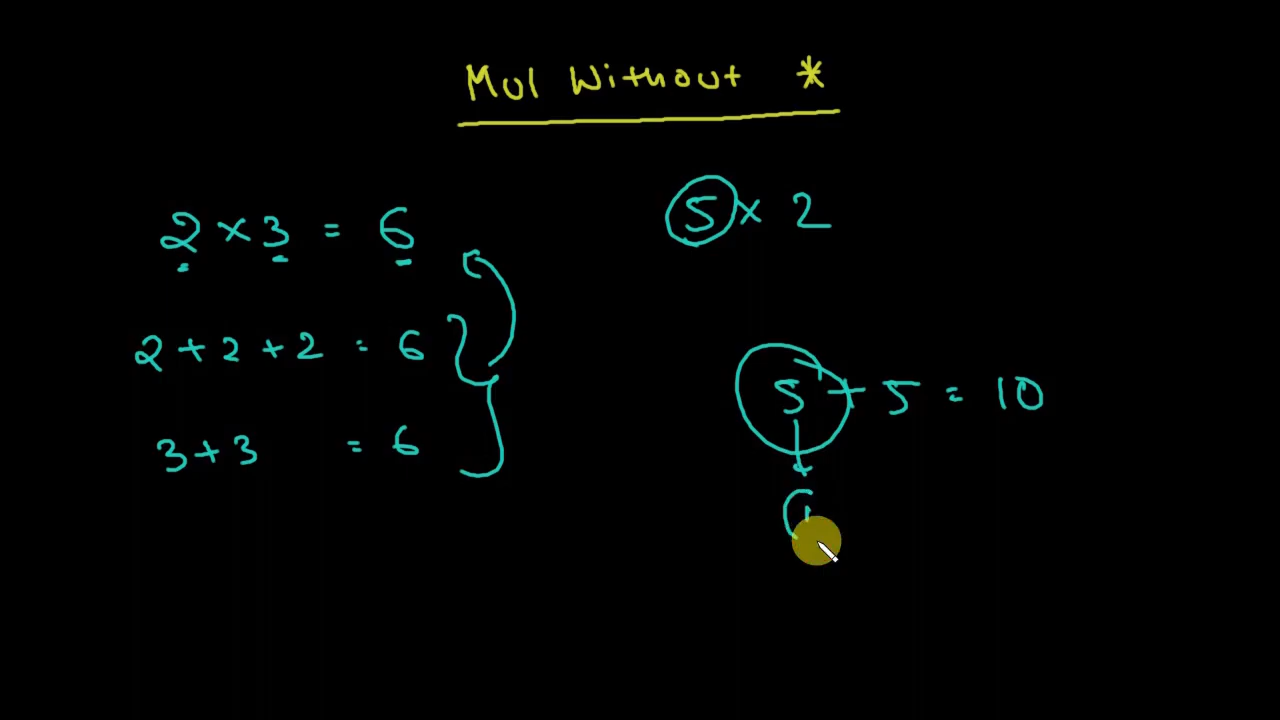 Mul Without *
2 × 3 = 6
2 + 2 + 2 = 6
3 + 3 = 6
5 × 2
5 + 5 = 10